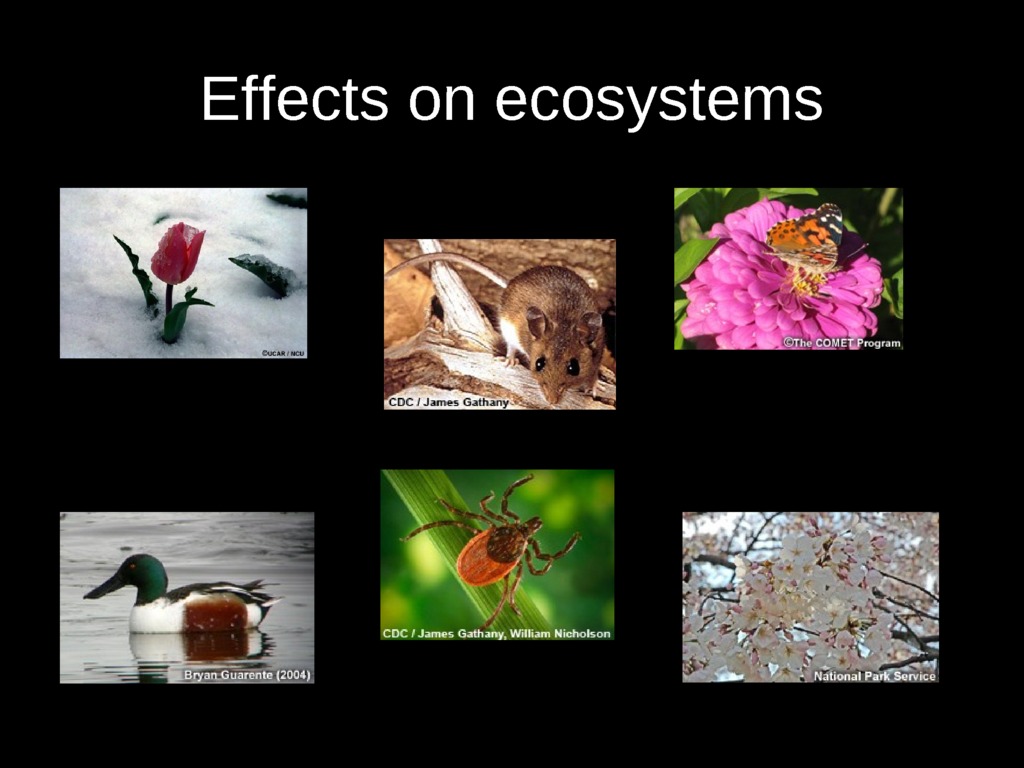 Effects on ecosystems
©UCAR / NCU
CDC / James Gathany
©The COMET Program
Bryan Guarente (2004)
CDC / James Gathany, William Nicholson
National Park Service